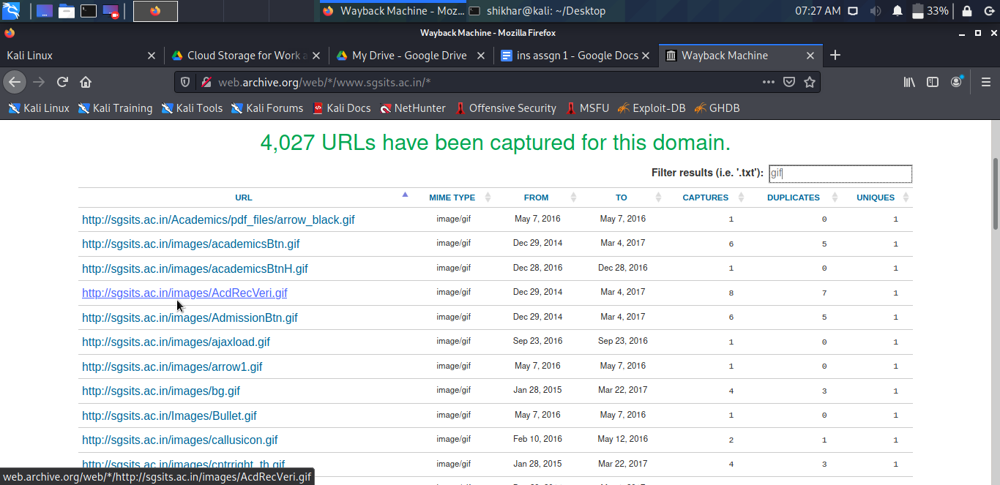 Wayback Machine - Moz... shikhar@kali: ~/Desktop 07:27 AM 33%
Wayback Machine - Mozilla Firefox
Kali Linux Cloud Storage for Work a My Drive - Google Drive ins assgn 1 - Google Docs Wayback Machine
web.archive.org/web/*/www.sgsits.ac.in/*
Kali Linux Kali Training Kali Tools Kali Forums Kali Docs NetHunter Offensive Security MSFU Exploit-DB GHDB
4,027 URLs have been captured for this domain.
Filter results (i.e. '.txt'): gif
URL MIME TYPE FROM TO CAPTURES DUPLICATES UNIQUES
http://sgsits.ac.in/Academics/pdf_files/arrow_black.gif image/gif May 7, 2016 May 7, 2016 1 0 1
http://sgsits.ac.in/images/academicsBtn.gif image/gif Dec 29, 2014 Mar 4, 2017 6 5 1
http://sgsits.ac.in/images/academicsBtnH.gif image/gif Dec 28, 2016 Dec 28, 2016 1 0 1
http://sgsits.ac.in/images/AcdRecVeri.gif image/gif Dec 29, 2014 Mar 4, 2017 8 7 1
http://sgsits.ac.in/images/AdmissionBtn.gif image/gif Dec 29, 2014 Mar 4, 2017 6 5 1
http://sgsits.ac.in/images/ajaxload.gif image/gif Sep 23, 2016 Sep 23, 2016 1 0 1
http://sgsits.ac.in/images/arrow1.gif image/gif May 7, 2016 May 7, 2016 1 0 1
http://sgsits.ac.in/images/bg.gif image/gif Jan 28, 2015 Mar 22, 2017 4 3 1
http://sgsits.ac.in/Images/Bullet.gif image/gif May 7, 2016 May 7, 2016 1 0 1
http://sgsits.ac.in/images/callusicon.gif image/gif Feb 10, 2016 May 12, 2016 2 1 1
http://sgsits.ac.in/images/cntrright_tb.gif image/gif Jan 28, 2015 Mar 22, 2017 4 3 1
web.archive.org/web/*/http://sgsits.ac.in/images/AcdRecVeri.gif